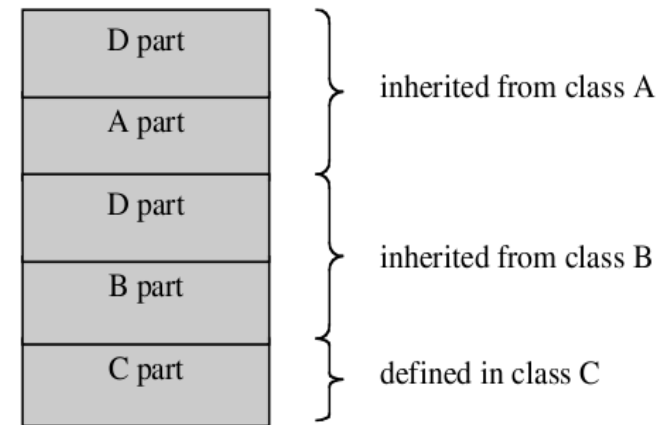 D part
inherited from class A
A part
D part
inherited from class B
B part
C part
defined in class C